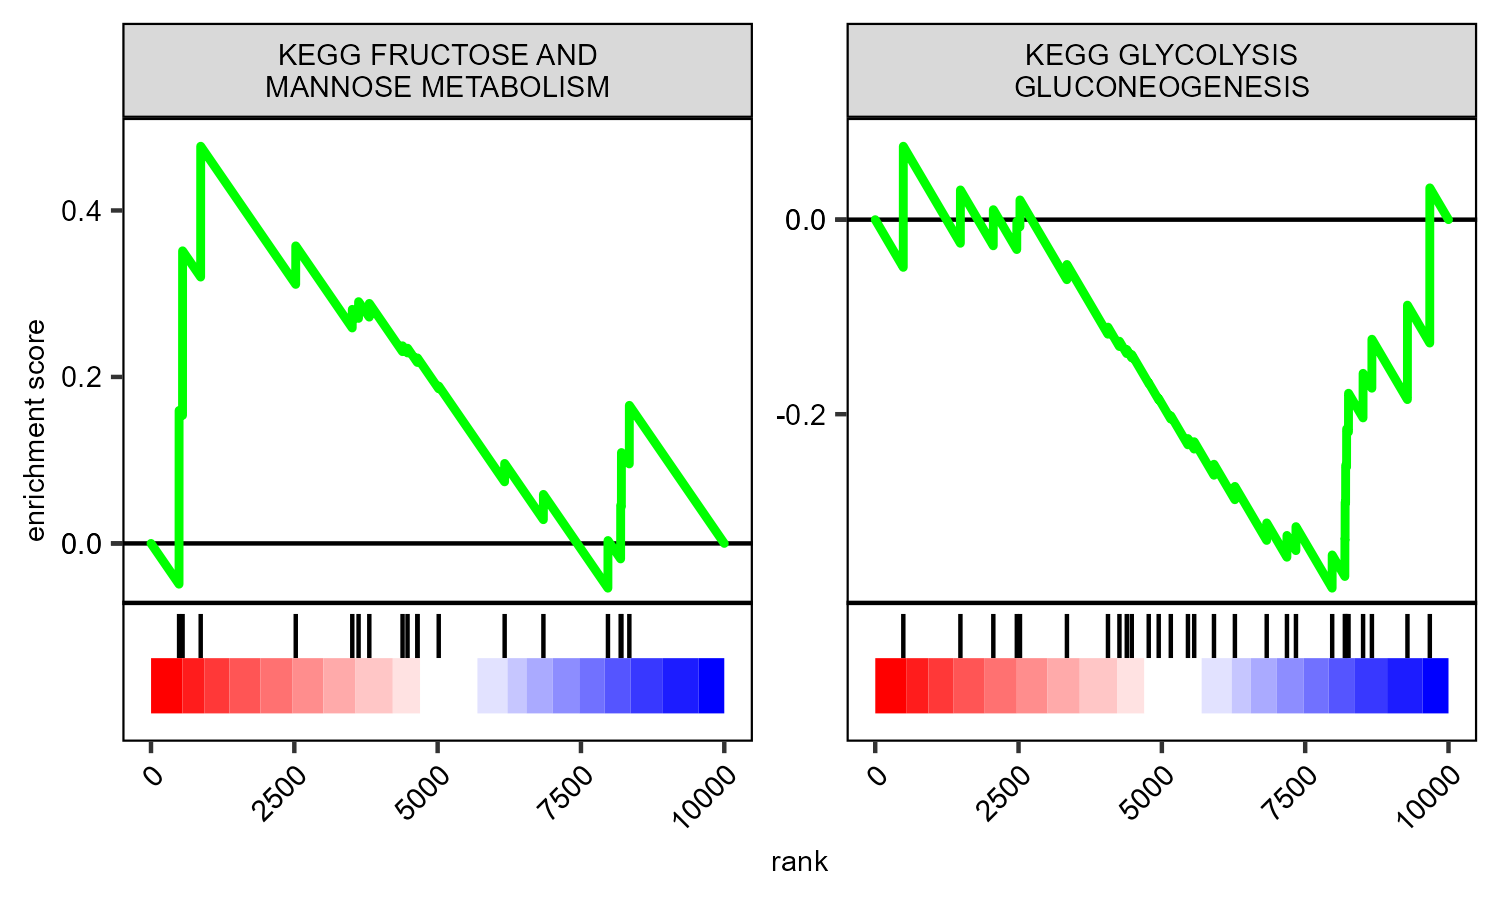 KEGG FRUCTOSE AND
MANNOSE METABOLISM
KEGG GLYCOLYSIS
GLUCONEOGENESIS
enrichment score
0.4
0.2
0.0
0.0
-0.2
0
2500
5000
7500
10000
0
2500
5000
7500
10000
rank